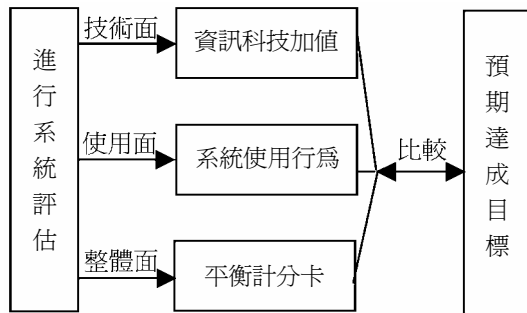 進行系統評估
技術面
資訊科技加值
使用面
系統使用行為
整體面
平衡計分卡
比較
預期達成目標